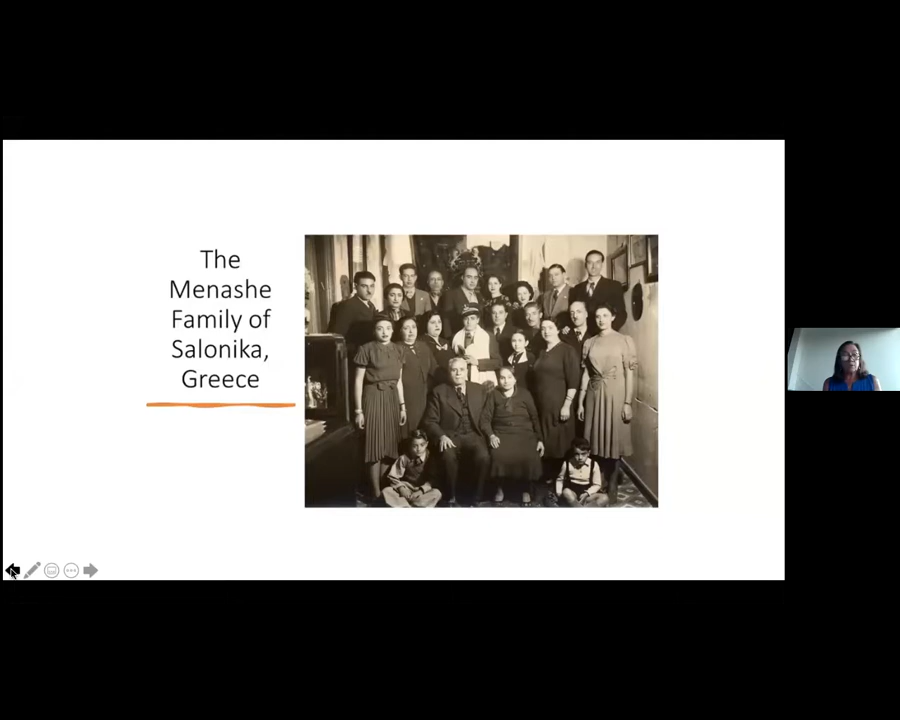 The
Menashe
Family of
Salonika,
Greece